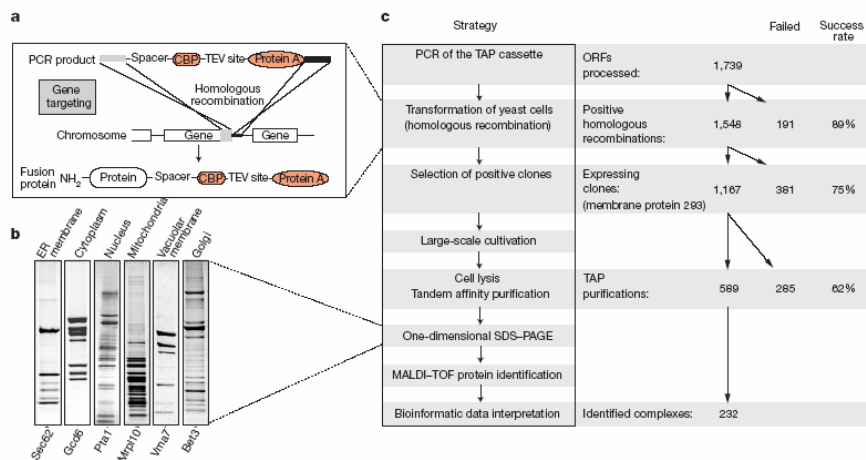 a
PCR product
Spacer CBP TEV site Protein A
Gene
targeting
Homologous
recombination
Chromosome Gene Gene
Fusion
protein NH2 Protein Spacer CBP TEV site Protein A
b
ER
membrane
Cytoplasm
Nucleus
Mitochondria
Vacuolar
membrane
Golgi
Sec62
Gcd6
Pta1
Mrpl10
Vma7
Bet3
c
Strategy
PCR of the TAP cassette
Transformation of yeast cells
(homologous recombination)
Selection of positive clones
Large-scale cultivation
Cell lysis
Tandem affinity purification
One-dimensional SDS–PAGE
MALDI–TOF protein identification
Bioinformatic data interpretation
Failed Success
rate
ORFs
processed: 1,739
Positive
homologous 1,548 191 89%
recombinations:
Expressing
clones: 1,167 381 75%
(membrane protein 293)
TAP
purifications: 589 285 62%
Identified complexes: 232